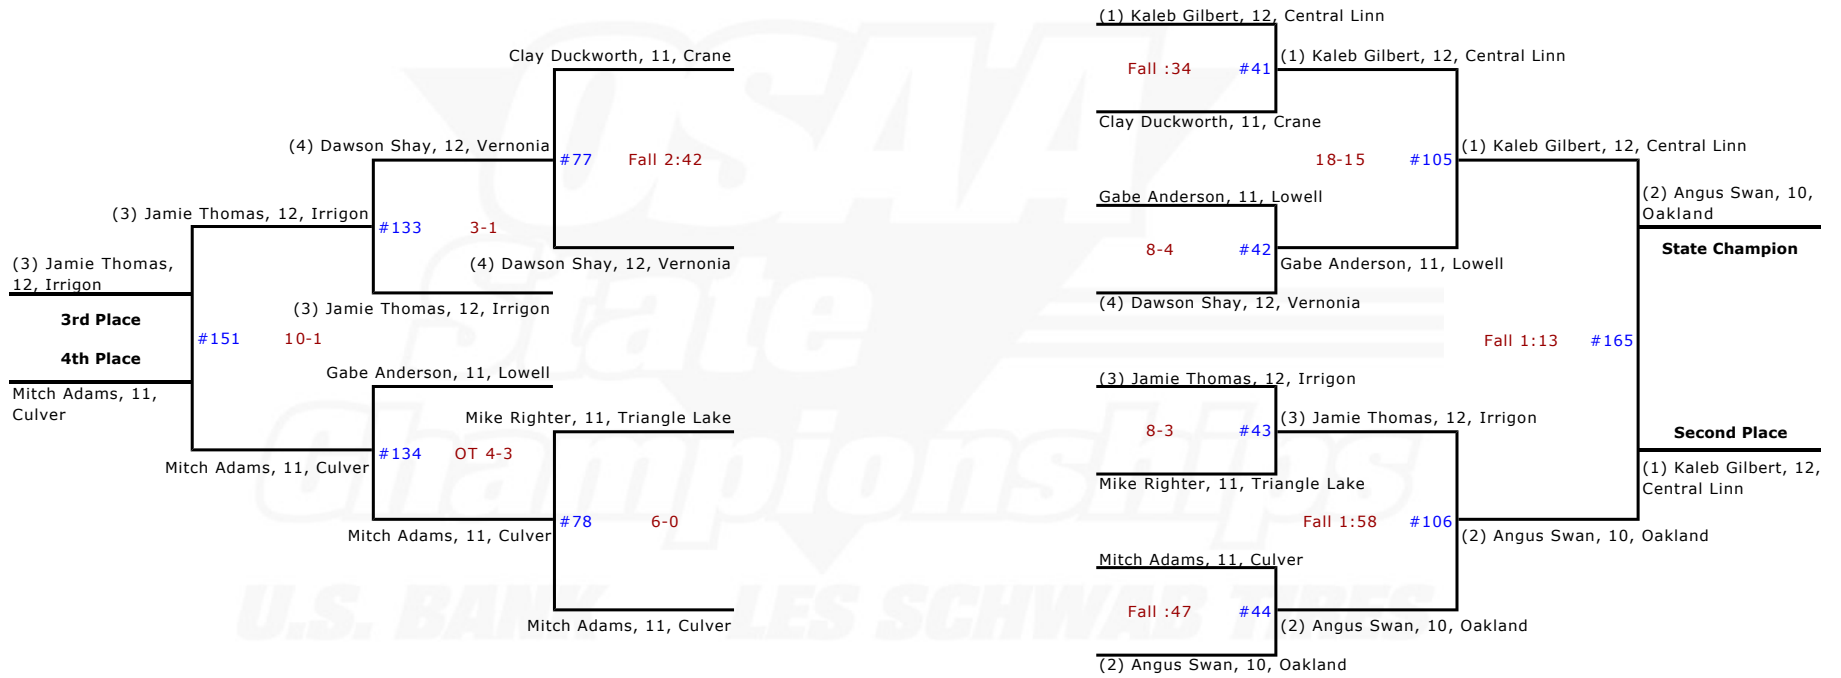 (1) Kaleb Gilbert, 12, Central Linn
Clay Duckworth, 11, Crane
(1) Kaleb Gilbert, 12, Central Linn
Fall :34 #41
Clay Duckworth, 11, Crane
(4) Dawson Shay, 12, Vernonia
#77 Fall 2:42
18-15 #105
(1) Kaleb Gilbert, 12, Central Linn
(3) Jamie Thomas, 12, Irrigon
#133 3-1
Gabe Anderson, 11, Lowell
(2) Angus Swan, 10,
Oakland
State Champion
8-4 #42
(3) Jamie Thomas,
12, Irrigon
(4) Dawson Shay, 12, Vernonia
Gabe Anderson, 11, Lowell
3rd Place
(3) Jamie Thomas, 12, Irrigon
(4) Dawson Shay, 12, Vernonia
#151 10-1
Fall 1:13 #165
4th Place
Mitch Adams, 11,
Culver
Gabe Anderson, 11, Lowell
(3) Jamie Thomas, 12, Irrigon
Mike Righter, 11, Triangle Lake
(3) Jamie Thomas, 12, Irrigon
8-3 #43
Second Place
#134 OT 4-3
Mitch Adams, 11, Culver
(1) Kaleb Gilbert, 12,
Central Linn
Mike Righter, 11, Triangle Lake
#78 6-0
Fall 1:58 #106
Mitch Adams, 11, Culver
(2) Angus Swan, 10, Oakland
Mitch Adams, 11, Culver
Fall :47 #44
Mitch Adams, 11, Culver
(2) Angus Swan, 10, Oakland
(2) Angus Swan, 10, Oakland
OSAA
State
Championships
U.S. BANK LES SCHWAB TIRES